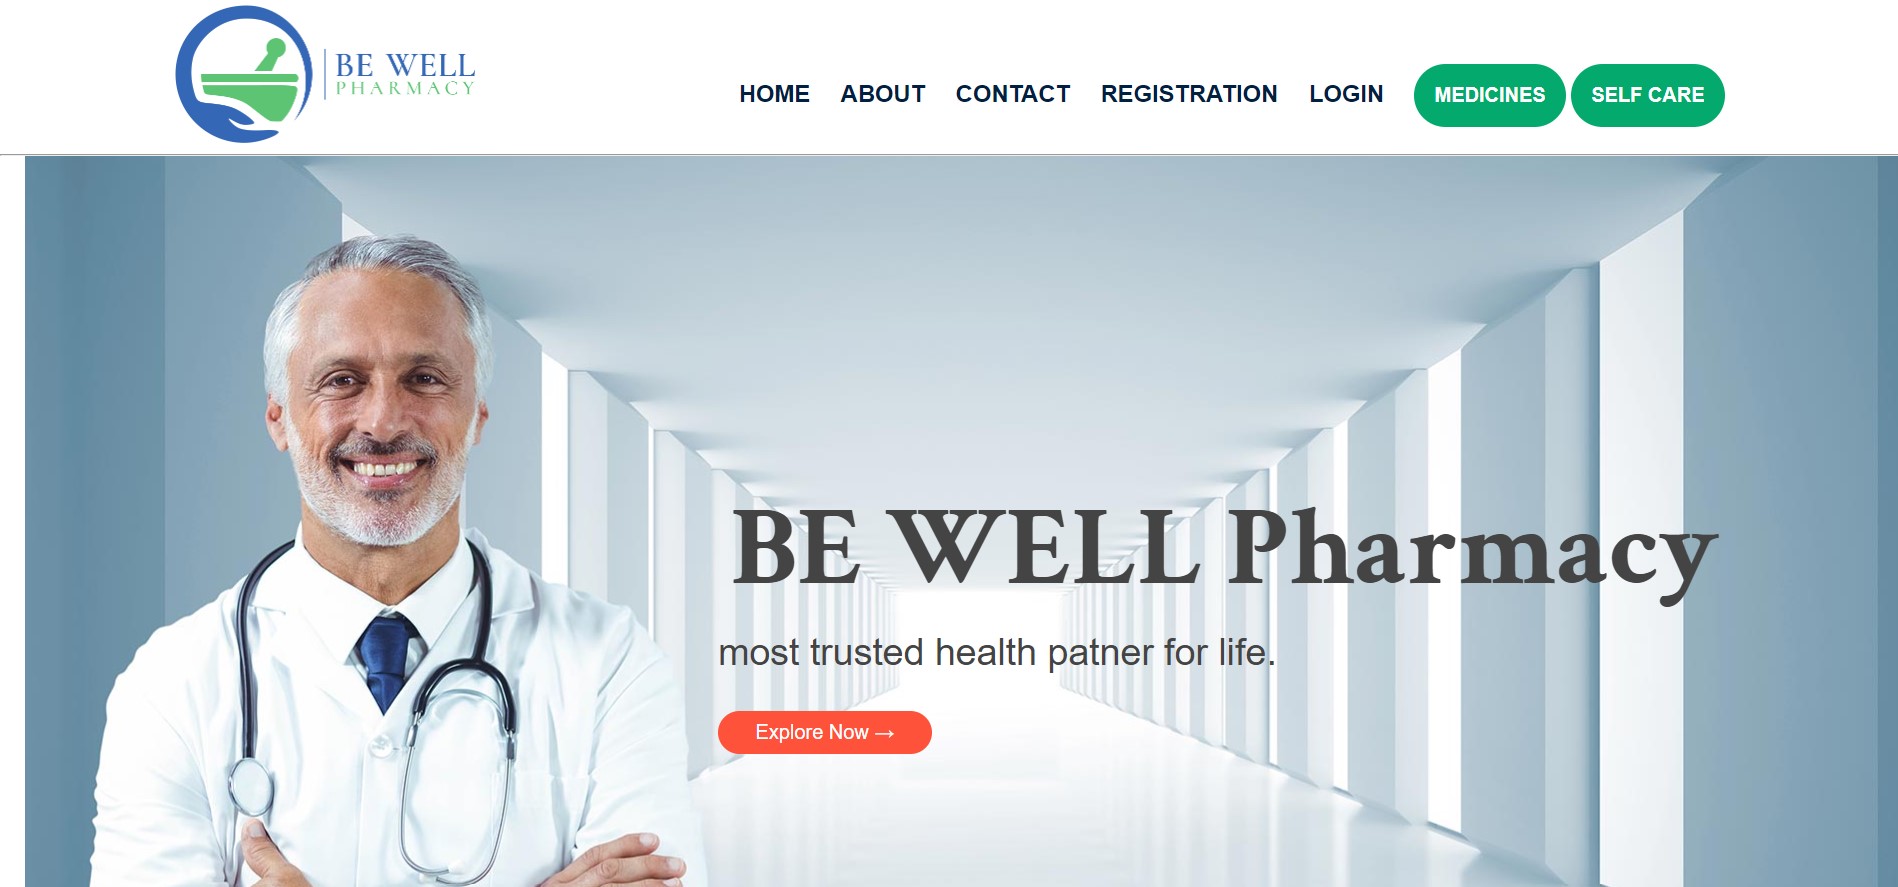 BE WELL
PHARMACY
HOME ABOUT CONTACT REGISTRATION LOGIN MEDICINES SELF CARE
BE WELL Pharmacy
most trusted health patner for life.
Explore Now →